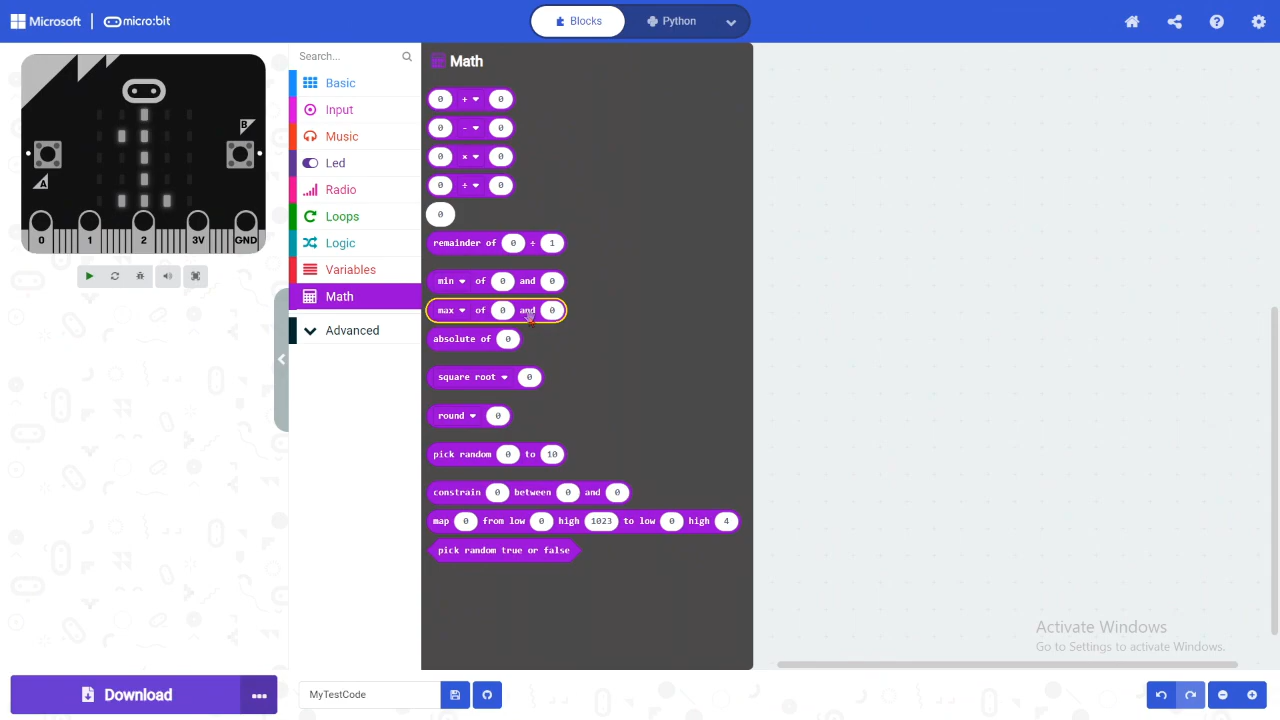 Microsoft micro:bit Blocks Python
Search...
Basic
Input
Music
Led
Radio
Loops
Logic
Variables
Math
Advanced
Math
0 + 0
0 - 0
0 × 0
0 ÷ 0
0
remainder of 0 ÷ 1
min of 0 and 0
max of 0 and 0
absolute of 0
square root 0
round 0
pick random 0 to 10
constrain 0 between 0 and 0
map 0 from low 0 high 1023 to low 0 high 4
pick random true or false
B
A
0 1 2 3V GND
Activate Windows
Go to Settings to activate Windows.
Download
MyTestCode